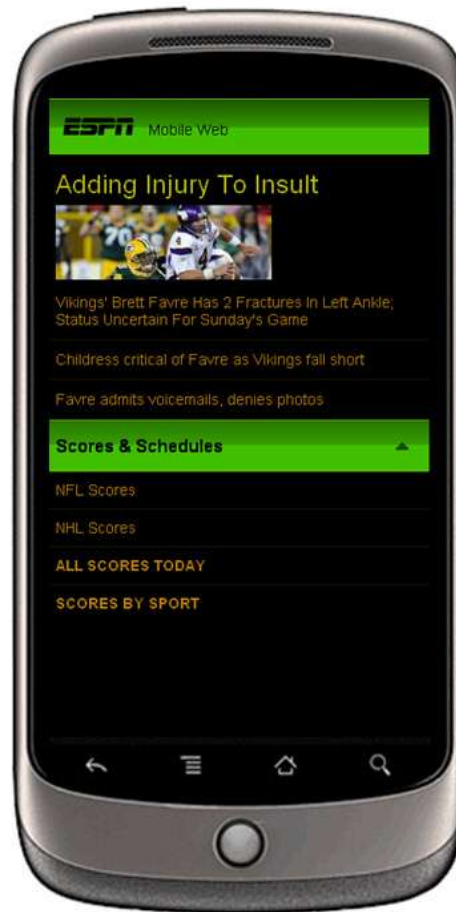 ESPN Mobile Web
Adding Injury To Insult
70
4
Vikings' Brett Favre Has 2 Fractures In Left Ankle;
Status Uncertain For Sunday's Game
Childress critical of Favre as Vikings fall short
Favre admits voicemails, denies photos
Scores & Schedules
NFL Scores
NHL Scores
ALL SCORES TODAY
SCORES BY SPORT